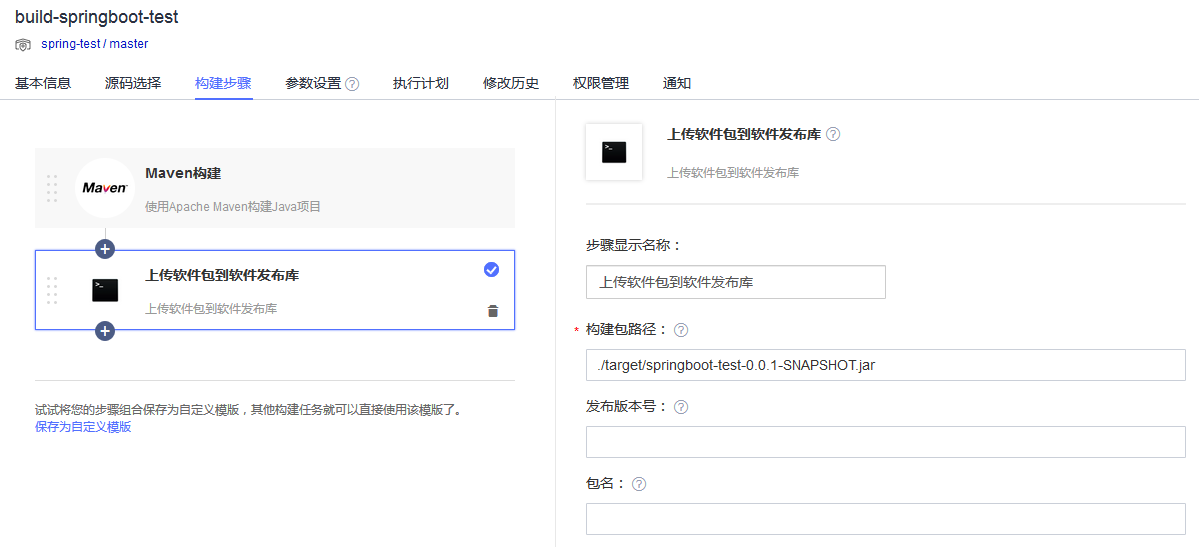 build-springboot-test
spring-test / master
基本信息 源码选择 构建步骤 参数设置 ? 执行计划 修改历史 权限管理 通知
Maven
Maven构建
使用Apache Maven构建Java项目
+
>_
上传软件包到软件发布库
上传软件包到软件发布库
+
试试将您的步骤组合保存为自定义模版，其他构建任务就可以直接使用该模版了。
保存为自定义模版
>_
上传软件包到软件发布库 ?
上传软件包到软件发布库
步骤显示名称：
上传软件包到软件发布库
* 构建包路径： ?
./target/springboot-test-0.0.1-SNAPSHOT.jar
发布版本号： ?
包名： ?